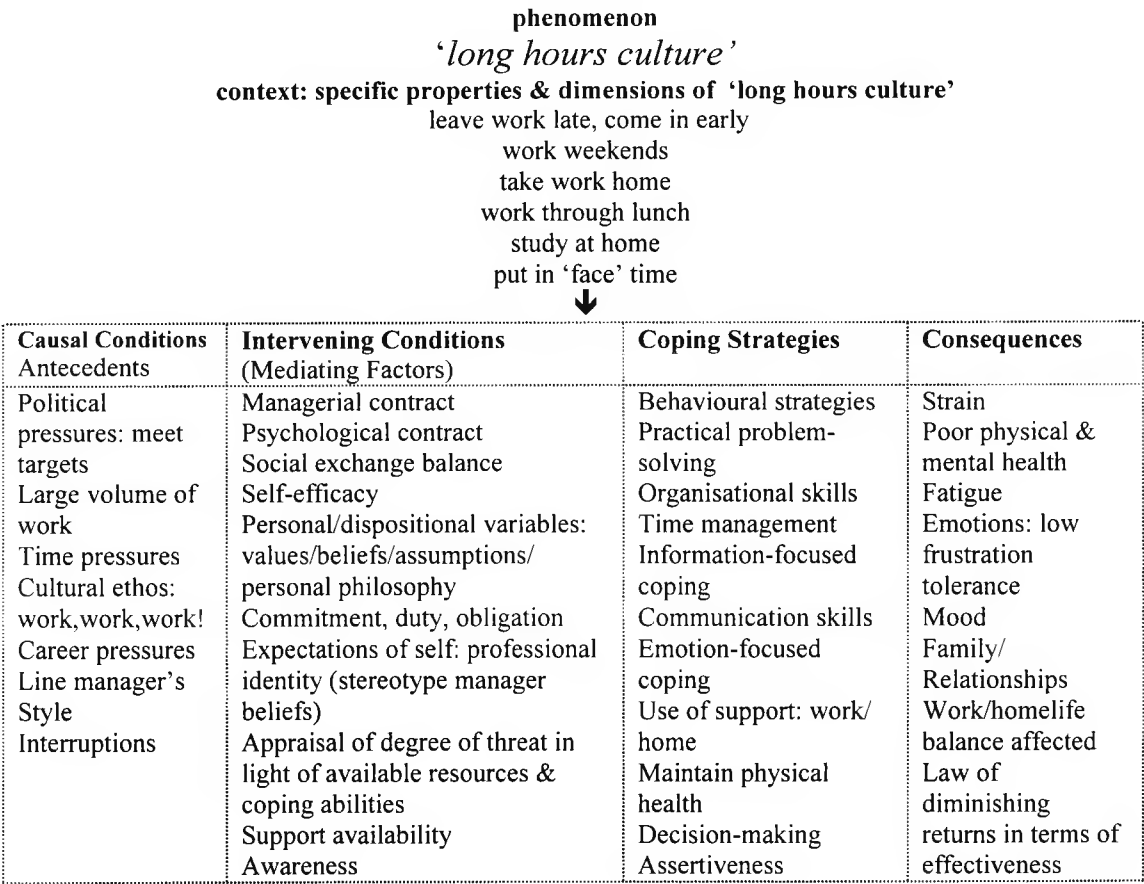 phenomenon
‘long hours culture’
context: specific properties & dimensions of ‘long hours culture’
leave work late, come in early
work weekends
take work home
work through lunch
study at home
put in ‘face’ time
Causal Conditions
Antecedents
Political
pressures: meet
targets
Large volume of
work
Time pressures
Cultural ethos:
work,work,work!
Career pressures
Line manager’s
Style
Interruptions
Intervening Conditions
(Mediating Factors)
Managerial contract
Psychological contract
Social exchange balance
Self-efficacy
Personal/dispositional variables:
values/beliefs/assumptions/
personal philosophy
Commitment, duty, obligation
Expectations of self: professional
identity (stereotype manager
beliefs)
Appraisal of degree of threat in
light of available resources &
coping abilities
Support availability
Awareness
Coping Strategies
Behavioural strategies
Practical problem-
solving
Organisational skills
Time management
Information-focused
coping
Communication skills
Emotion-focused
coping
Use of support: work/
home
Maintain physical
health
Decision-making
Assertiveness
Consequences
Strain
Poor physical &
mental health
Fatigue
Emotions: low
frustration
tolerance
Mood
Family/
Relationships
Work/homelife
balance affected
Law of
diminishing
returns in terms of
effectiveness